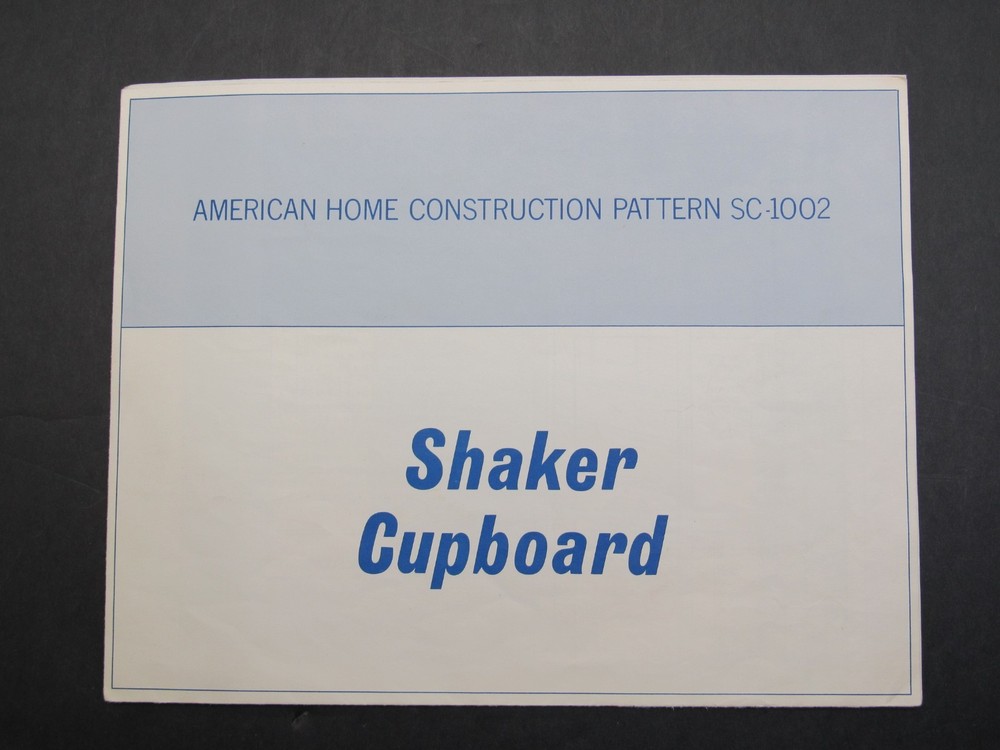 AMERICAN HOME CONSTRUCTION PATTERN SC-1002
Shaker
Cupboard